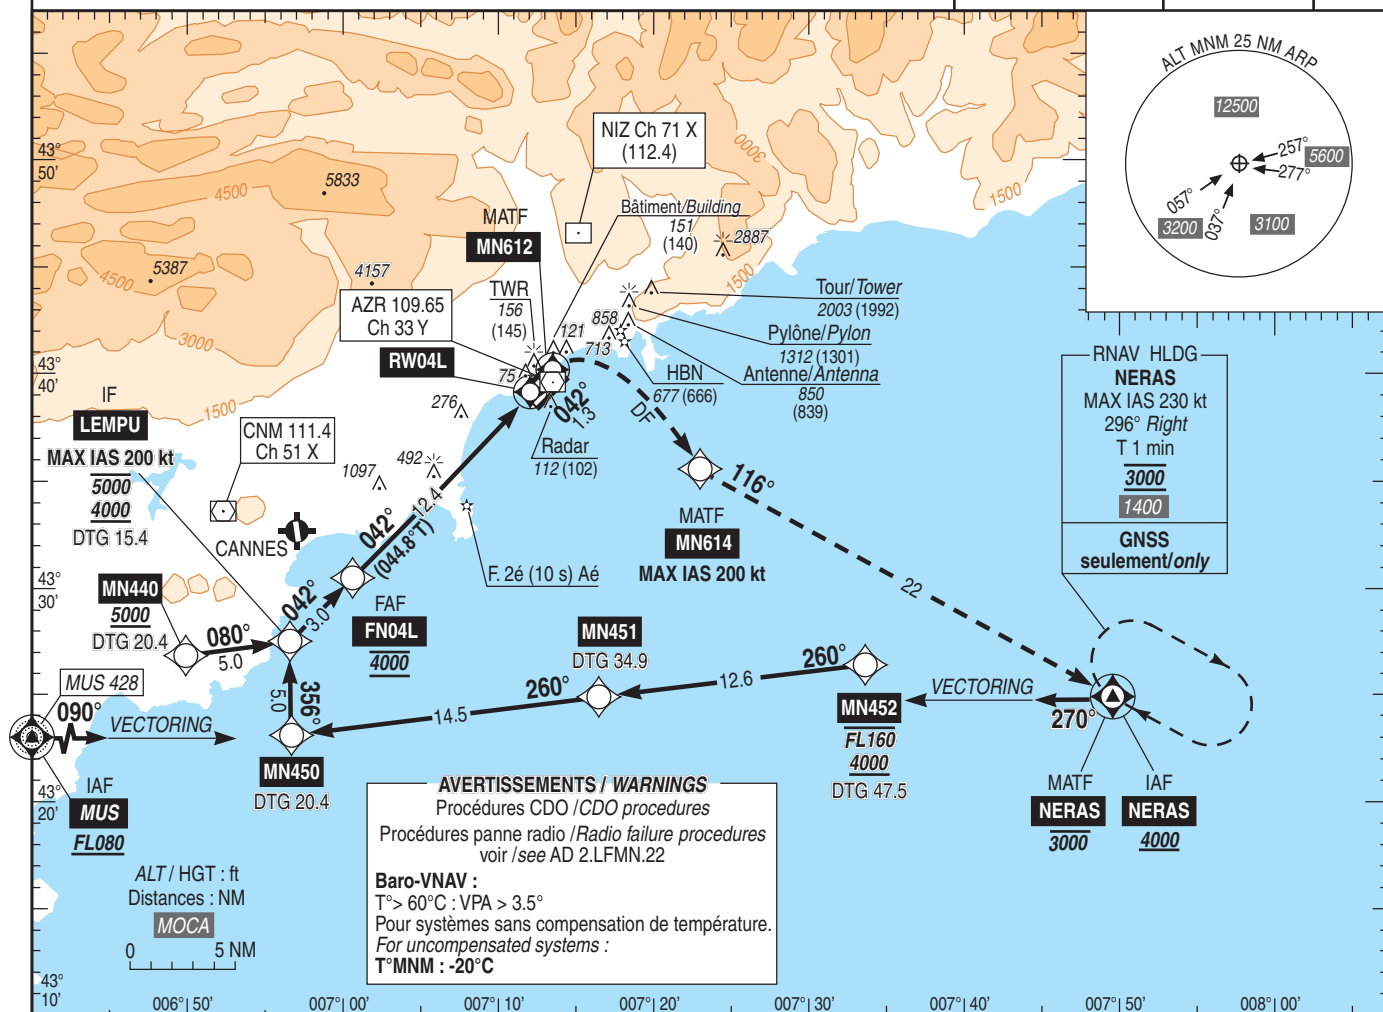 ALT MNM 25 NM ARP
12500
257°
5600
277°
057°
037°
3200
3100
43°
50'
NIZ Ch 71 X
(112.4)
3000
5833
4500
1500
MATF
MN612
Bâtiment/Building
151
(140)
2887
5387
4500
4157
1500
AZR 109.65
Ch 33 Y
TWR
156
(145)
121
858
713
Tour/Tower
2003 (1992)
Pylône/Pylon
1312 (1301)
Antenne/Antenna
850
(839)
HBN
677 (666)
3000
RW04L
75
43°
40'
RNAV HLDG
NERAS
MAX IAS 230 kt
296° Right
T 1 min
3000
1400
GNSS
seulement/only
IF
LEMPU
MAX IAS 200 kt
5000
4000
DTG 15.4
1500
276
CNM 111.4
Ch 51 X
042°
1.3
DF
Radar
112 (102)
1097
492
12.4
042°
(044.8°T)
116°
MATF
MN614
MAX IAS 200 kt
CANNES
F. 2é (10 s) Aé
22
43°
30'
MN440
5000
DTG 20.4
080°
5.0
042°
3.0
FAF
FN04L
4000
MN451
DTG 34.9
260°
260°
12.6
14.5
MUS 428
090°
VECTORING
5.0
356°
MN452
FL160
4000
DTG 47.5
VECTORING
270°
MN450
DTG 20.4
IAF
MUS
FL080
43°
20'
MATF
NERAS
3000
IAF
NERAS
4000
AVERTISSEMENTS / WARNINGS
Procédures CDO /CDO procedures
Procédures panne radio /Radio failure procedures
voir /see AD 2.LFMN.22
Baro-VNAV :
T°> 60°C : VPA > 3.5°
Pour systèmes sans compensation de température.
For uncompensated systems :
T°MNM : -20°C
ALT / HGT : ft
Distances : NM
MOCA
0 5 NM
43°
10'
006°50' 007°00' 007°10' 007°20' 007°30' 007°40' 007°50' 008°00'